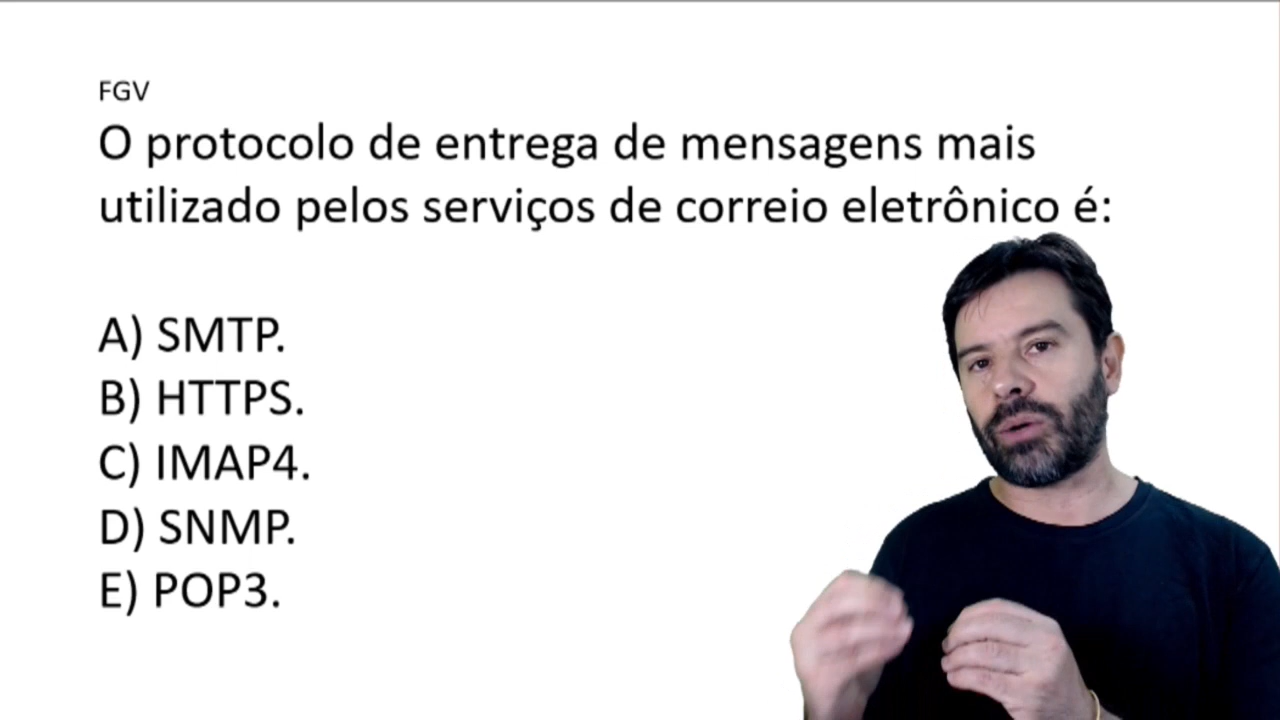 FGV
O protocolo de entrega de mensagens mais
utilizado pelos serviços de correio eletrônico é:
A) SMTP.
B) HTTPS.
C) IMAP4.
D) SNMP.
E) POP3.